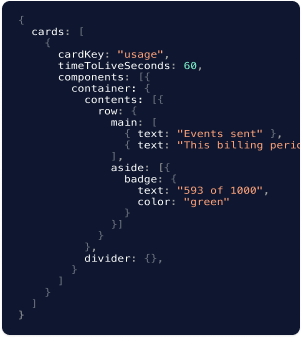 {
  cards: [
    {
      cardKey: "usage",
      timeToLiveSeconds: 60,
      components: [{
        container: {
          contents: [{
            row: {
              main: [
                { text: "Events sent" },
                { text: "This billing
              ],
              aside: [{
                badge: {
                  text: "593 of 1000",
                  color: "green"
                }
              }]
            }
          },
          divider: {},
        }
      ]
    }
  ]
}